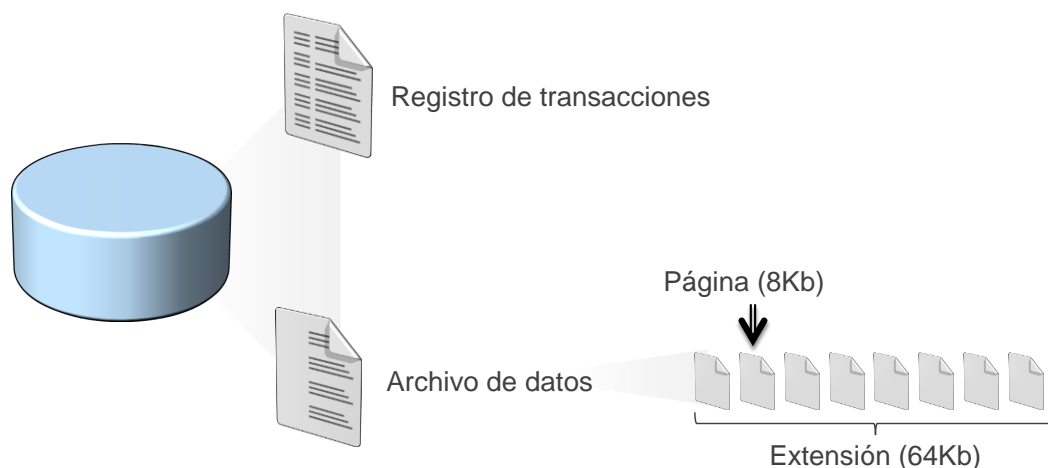 Registro de transacciones
Página (8Kb)
Archivo de datos
Extensión (64Kb)